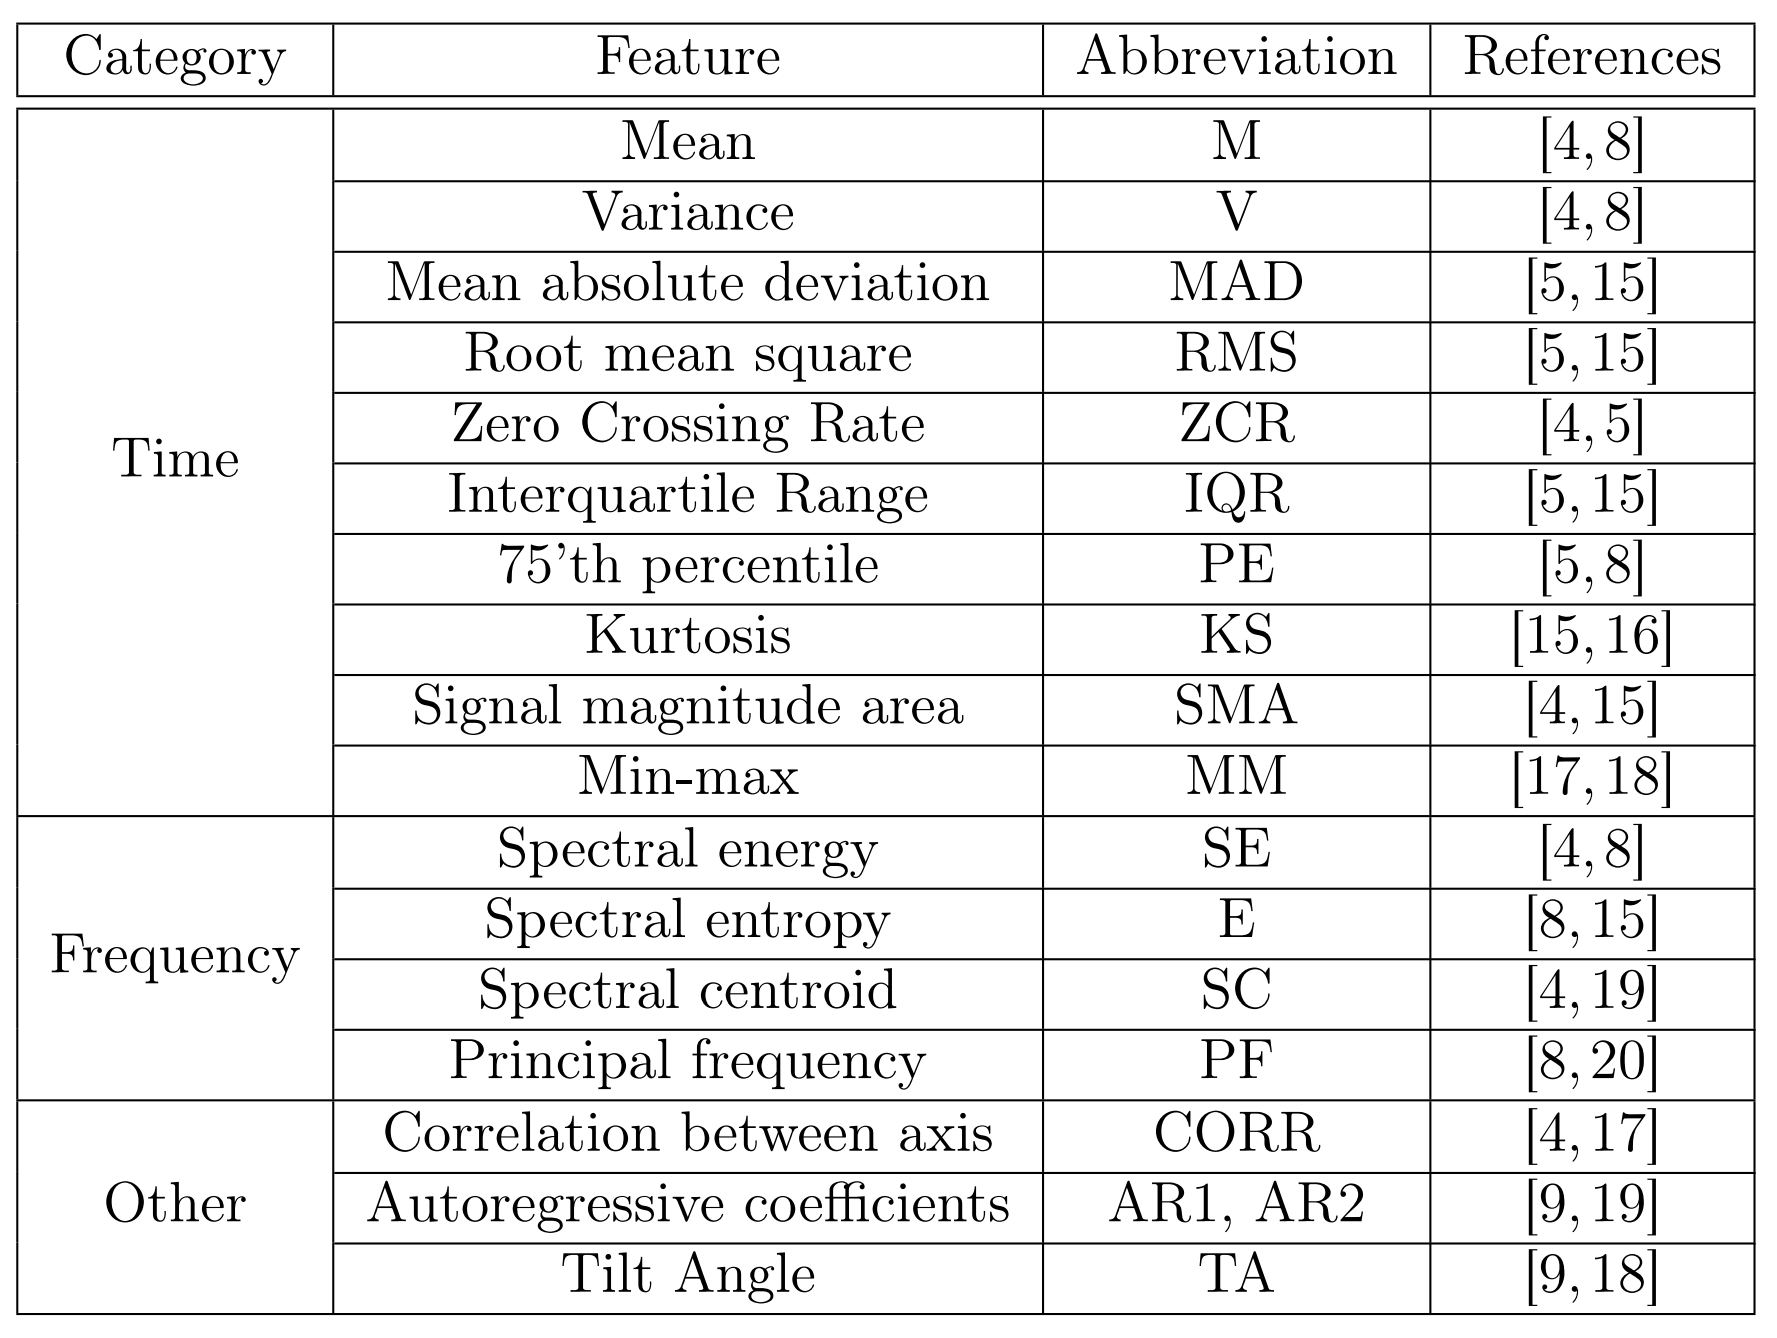 Category Feature Abbreviation References
Time
Mean M [4, 8]
Variance V [4, 8]
Mean absolute deviation MAD [5, 15]
Root mean square RMS [5, 15]
Zero Crossing Rate ZCR [4, 5]
Interquartile Range IQR [5, 15]
75'th percentile PE [5, 8]
Kurtosis KS [15, 16]
Signal magnitude area SMA [4, 15]
Min-max MM [17, 18]
Frequency
Spectral energy SE [4, 8]
Spectral entropy E [8, 15]
Spectral centroid SC [4, 19]
Principal frequency PF [8, 20]
Other
Correlation between axis CORR [4, 17]
Autoregressive coefficients AR1, AR2 [9, 19]
Tilt Angle TA [9, 18]